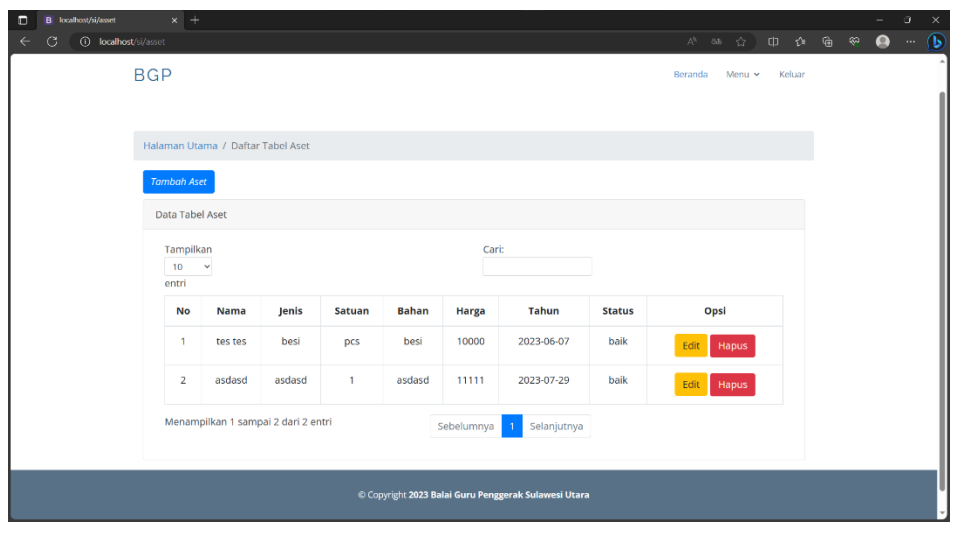 B localhost/si/asset
localhost/si/asset
BGP
Beranda Menu Keluar
Halaman Utama / Daftar Tabel Aset
Tambah Aset
Data Tabel Aset
Tampilkan
10
entri
Cari:
No Nama Jenis Satuan Bahan Harga Tahun Status Opsi
1 tes tes besi pcs besi 10000 2023-06-07 baik Edit Hapus
2 asdasd asdasd 1 asdasd 11111 2023-07-29 baik Edit Hapus
Menampilkan 1 sampai 2 dari 2 entri
Sebelumnya 1 Selanjutnya
© Copyright 2023 Balai Guru Penggerak Sulawesi Utara